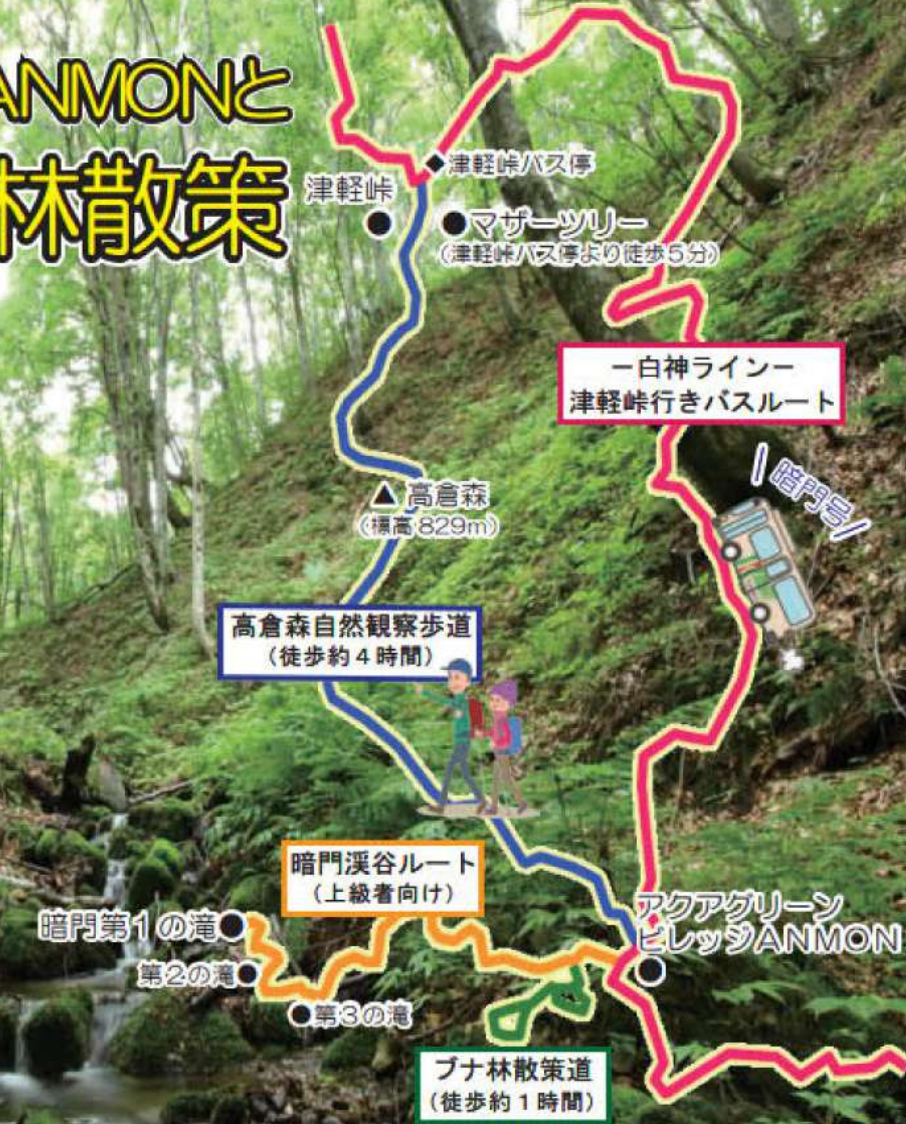 ANMONと
林散策
津軽峠バス停
津軽峠
マザーツリー
(津軽峠バス停より徒歩5分)
ー白神ラインー
津軽峠行きバスルート
暗門号
高倉森
(標高829m)
高倉森自然観察歩道
(徒歩約4時間)
暗門渓谷ルート
(上級者向け)
アクアグリーン
ビレッジANMON
暗門第1の滝
第2の滝
第3の滝
ブナ林散策道
(徒歩約1時間)